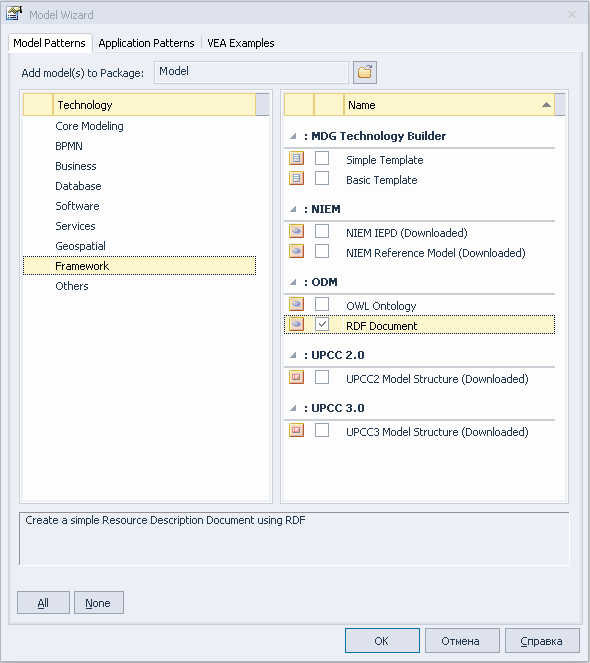 Model Wizard
Model Patterns Application Patterns VEA Examples
Add model(s) to Package: Model
Technology
Core Modeling
BPMN
Business
Database
Software
Services
Geospatial
Framework
Others
Name
: MDG Technology Builder
Simple Template
Basic Template
: NIEM
NIEM IEPD (Downloaded)
NIEM Reference Model (Downloaded)
: ODM
OWL Ontology
RDF Document
: UPCC 2.0
UPCC2 Model Structure (Downloaded)
: UPCC 3.0
UPCC3 Model Structure (Downloaded)
Create a simple Resource Description Document using RDF
All None
OK Отмена Справка